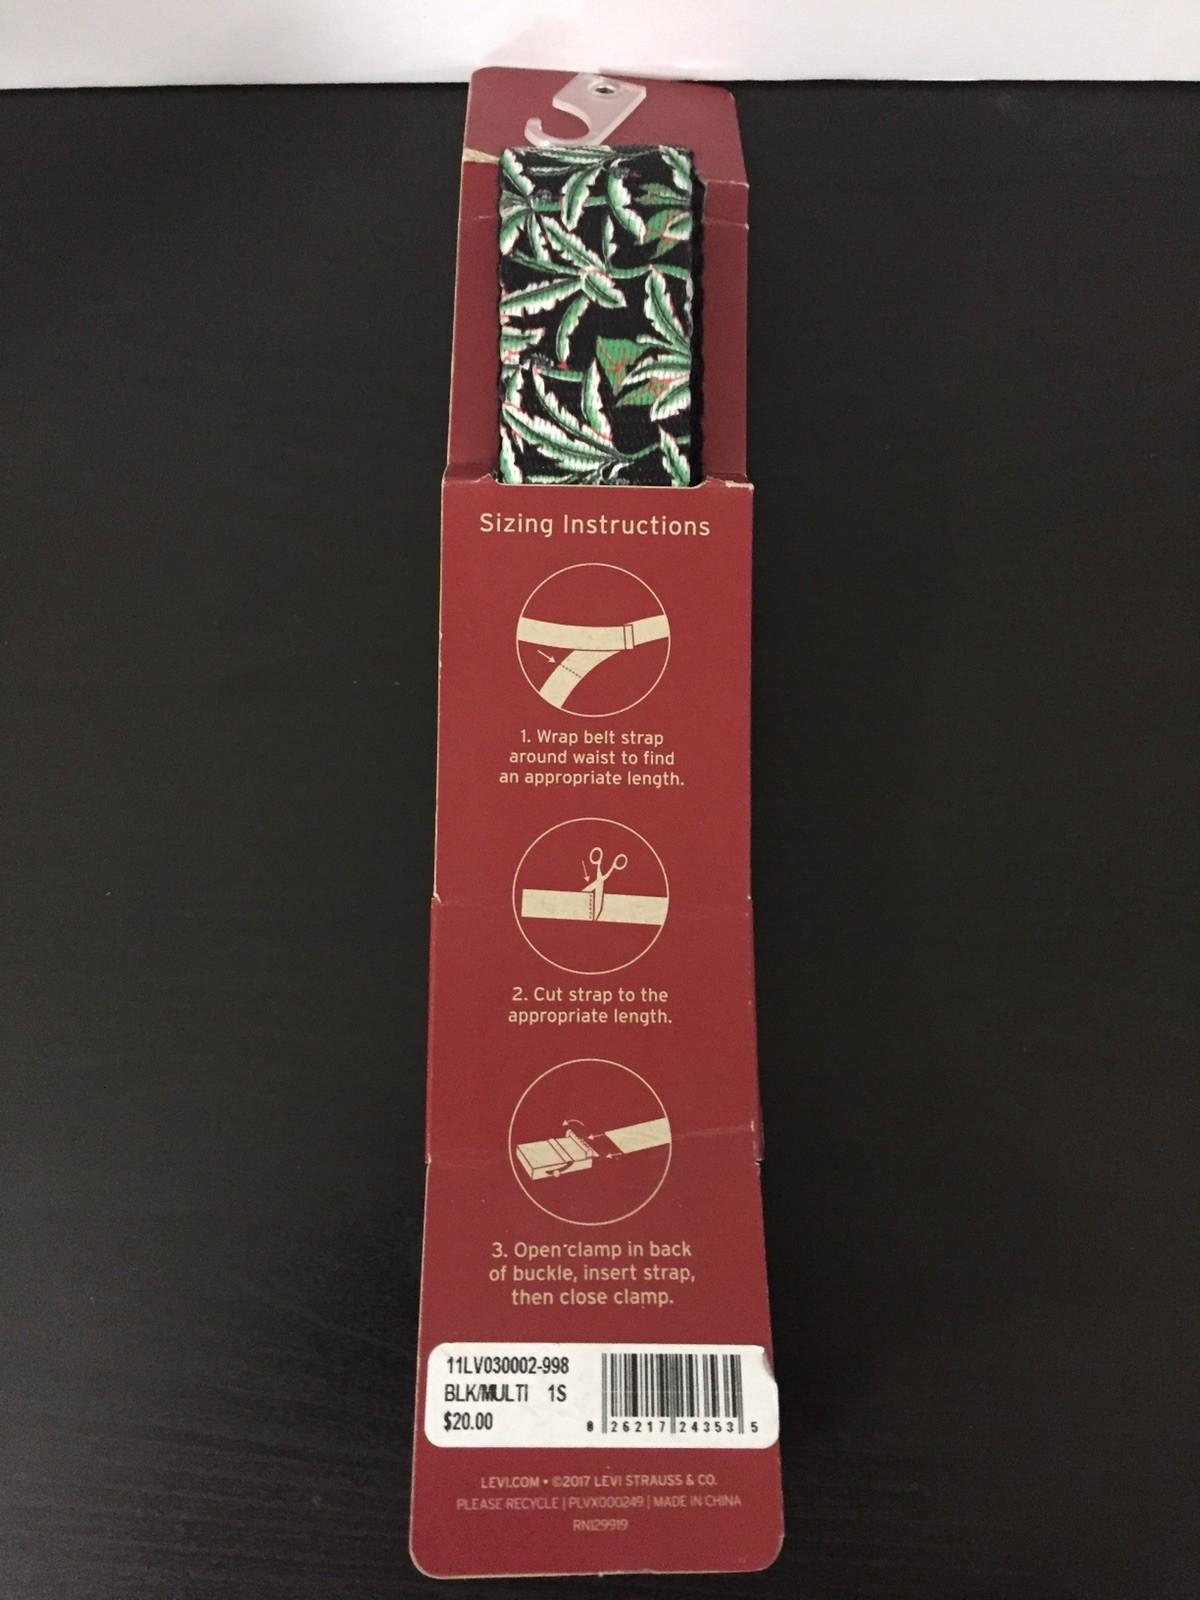 Sizing Instructions
1. Wrap belt strap
around waist to find
an appropriate length.
2. Cut strap to the
appropriate length.
3. Open clamp in back
of buckle, insert strap,
then close clamp.
11LV030002-998
BLK/MULTI 1S
$20.00
8 26217 24353 5
LEVI.COM • ©2017 LEVI STRAUSS & CO.
PLEASE RECYCLE | PLVX000249 | MADE IN CHINA
RN129919